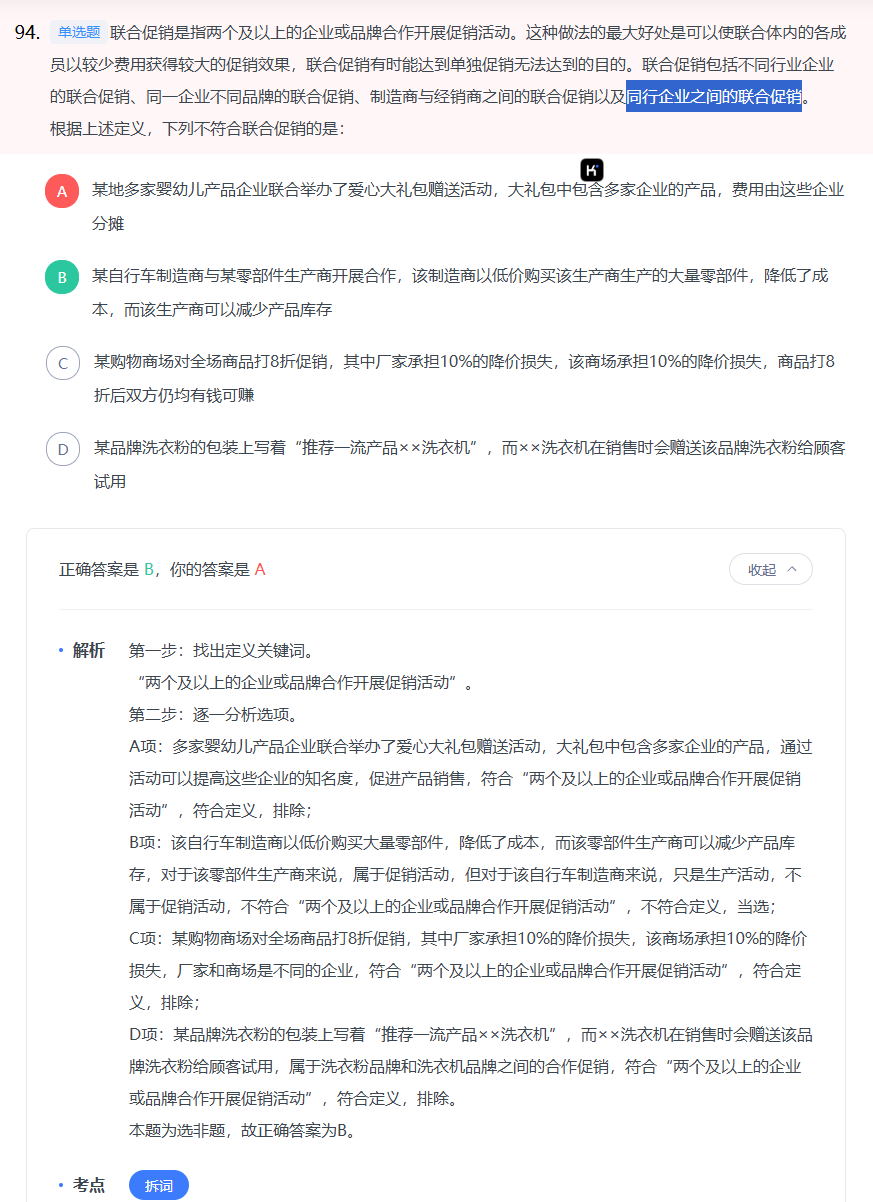 94. 单选题 联合促销是指两个及以上的企业或品牌合作开展促销活动。这种做法的最大好处是可以使联合体内的各成
员以较少费用获得较大的促销效果，联合促销有时能达到单独促销无法达到的目的。联合促销包括不同行业企业
的联合促销、同一企业不同品牌的联合促销、制造商与经销商之间的联合促销以及同行企业之间的联合促销。
根据上述定义，下列不符合联合促销的是：
A 某地多家婴幼儿产品企业联合举办了爱心大礼包赠送活动，大礼包中包含多家企业的产品，费用由这些企业
分摊
B 某自行车制造商与某零部件生产商开展合作，该制造商以低价购买该生产商生产的大量零部件，降低了成
本，而该生产商可以减少产品库存
C 某购物商场对全场商品打8折促销，其中厂家承担10%的降价损失，该商场承担10%的降价损失，商品打8
折后双方仍均有钱可赚
D 某品牌洗衣粉的包装上写着“推荐一流产品××洗衣机”，而××洗衣机在销售时会赠送该品牌洗衣粉给顾客
试用
正确答案是 B，你的答案是 A
收起
解析 第一步：找出定义关键词。
“两个及以上的企业或品牌合作开展促销活动”。
第二步：逐一分析选项。
A项：多家婴幼儿产品企业联合举办了爱心大礼包赠送活动，大礼包中包含多家企业的产品，通过
活动可以提高这些企业的知名度，促进产品销售，符合“两个及以上的企业或品牌合作开展促销
活动”，符合定义，排除；
B项：该自行车制造商以低价购买大量零部件，降低了成本，而该零部件生产商可以减少产品库
存，对于该零部件生产商来说，属于促销活动，但对于该自行车制造商来说，只是生产活动，不
属于促销活动，不符合“两个及以上的企业或品牌合作开展促销活动”，不符合定义，当选；
C项：某购物商场对全场商品打8折促销，其中厂家承担10%的降价损失，该商场承担10%的降价
损失，厂家和商场是不同的企业，符合“两个及以上的企业或品牌合作开展促销活动”，符合定
义，排除；
D项：某品牌洗衣粉的包装上写着“推荐一流产品××洗衣机”，而××洗衣机在销售时会赠送该品
牌洗衣粉给顾客试用，属于洗衣粉品牌和洗衣机品牌之间的合作促销，符合“两个及以上的企业
或品牌合作开展促销活动”，符合定义，排除。
本题为选非题，故正确答案为B。
考点 拆词